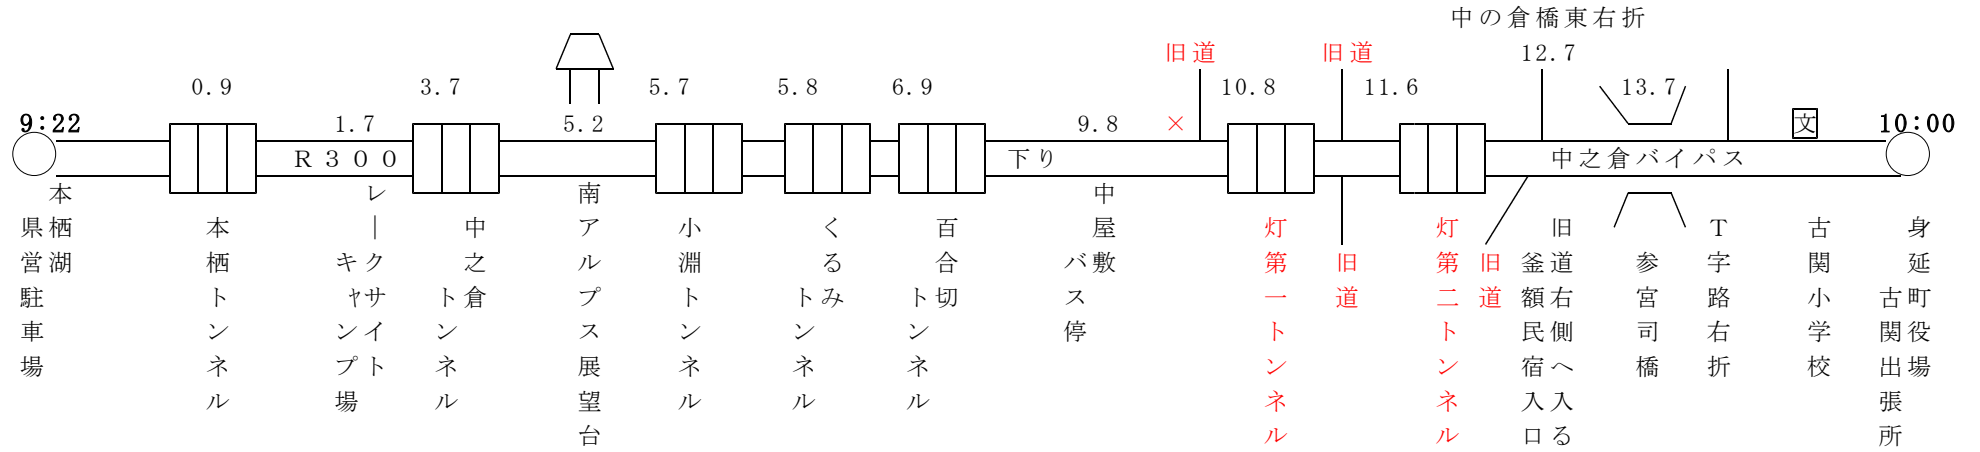 中の倉橋東右折
旧道
旧道
12.7
0.9
3.7
5.7
5.8
6.9
10.8
11.6
13.7
9:22
1.7
5.2
9.8
×
文
10:00
R300
下り
中之倉バイパス
本栖湖
県営駐車場
本栖トンネル
レークサイト
キャンプ場
中之倉
トンネル
南アルプス展望台
小淵トンネル
くるみ
トンネル
百合切
トンネル
中屋敷
バス停
灯第一トンネル
旧道
灯第二トンネル
旧道
旧道右側へ入る
釜額民宿入口
参宮司橋
T字路右折
古関小学校
身延町役場
古関出張所